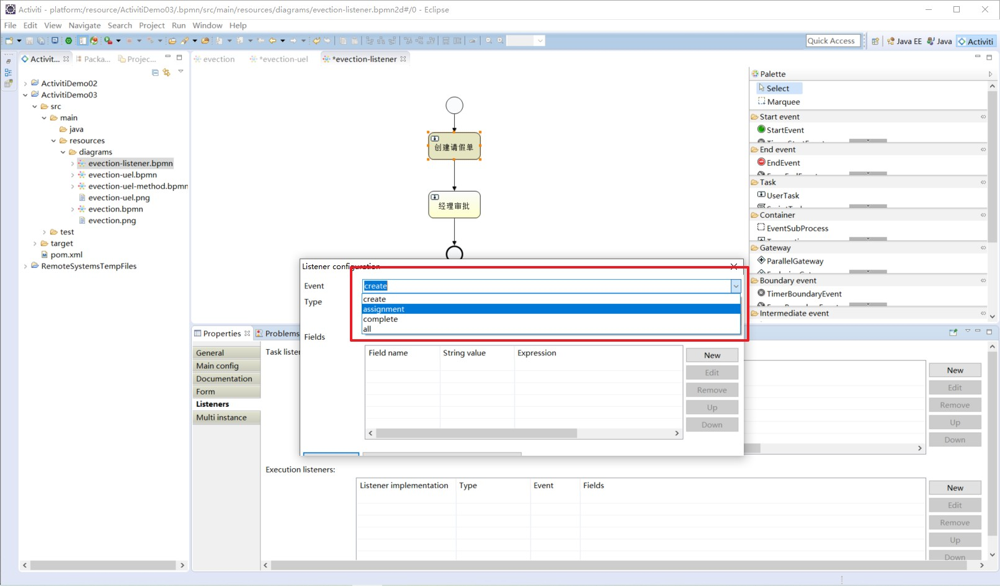 Activiti - platform:/resource/ActivitiDemo03/.bpmn/src/main/resources/diagrams/evection-listener.bpmn2d#/0 - Eclipse
File Edit View Navigate Search Project Run Window Help
Quick Access Java EE Java Activiti
Activit... Packa... Projec...
evection *evection-uel *evection-listener
ActivitiDemo02
ActivitiDemo03
src
main
java
resources
diagrams
evection-listener.bpmn
evection-uel.bpmn
evection-uel-method.bpmn
evection-uel.png
evection.bpmn
evection.png
test
target
pom.xml
RemoteSystemsTempFiles
创建请假单
经理审批
Palette
Select
Marquee
Start event
StartEvent
End event
EndEvent
Task
UserTask
Container
EventSubProcess
Gateway
ParallelGateway
Boundary event
TimerBoundaryEvent
Intermediate event
Listener configuration
Event create
Type
create
assignment
complete
all
Fields
Field name String value Expression
New
Edit
Remove
Up
Down
Properties Problems
General
Main config
Documentation
Form
Listeners
Multi instance
Task lister
New
Edit
Remove
Up
Down
Execution listeners:
Listener implementation Type Event Fields
New
Edit
Remove
Up
Down